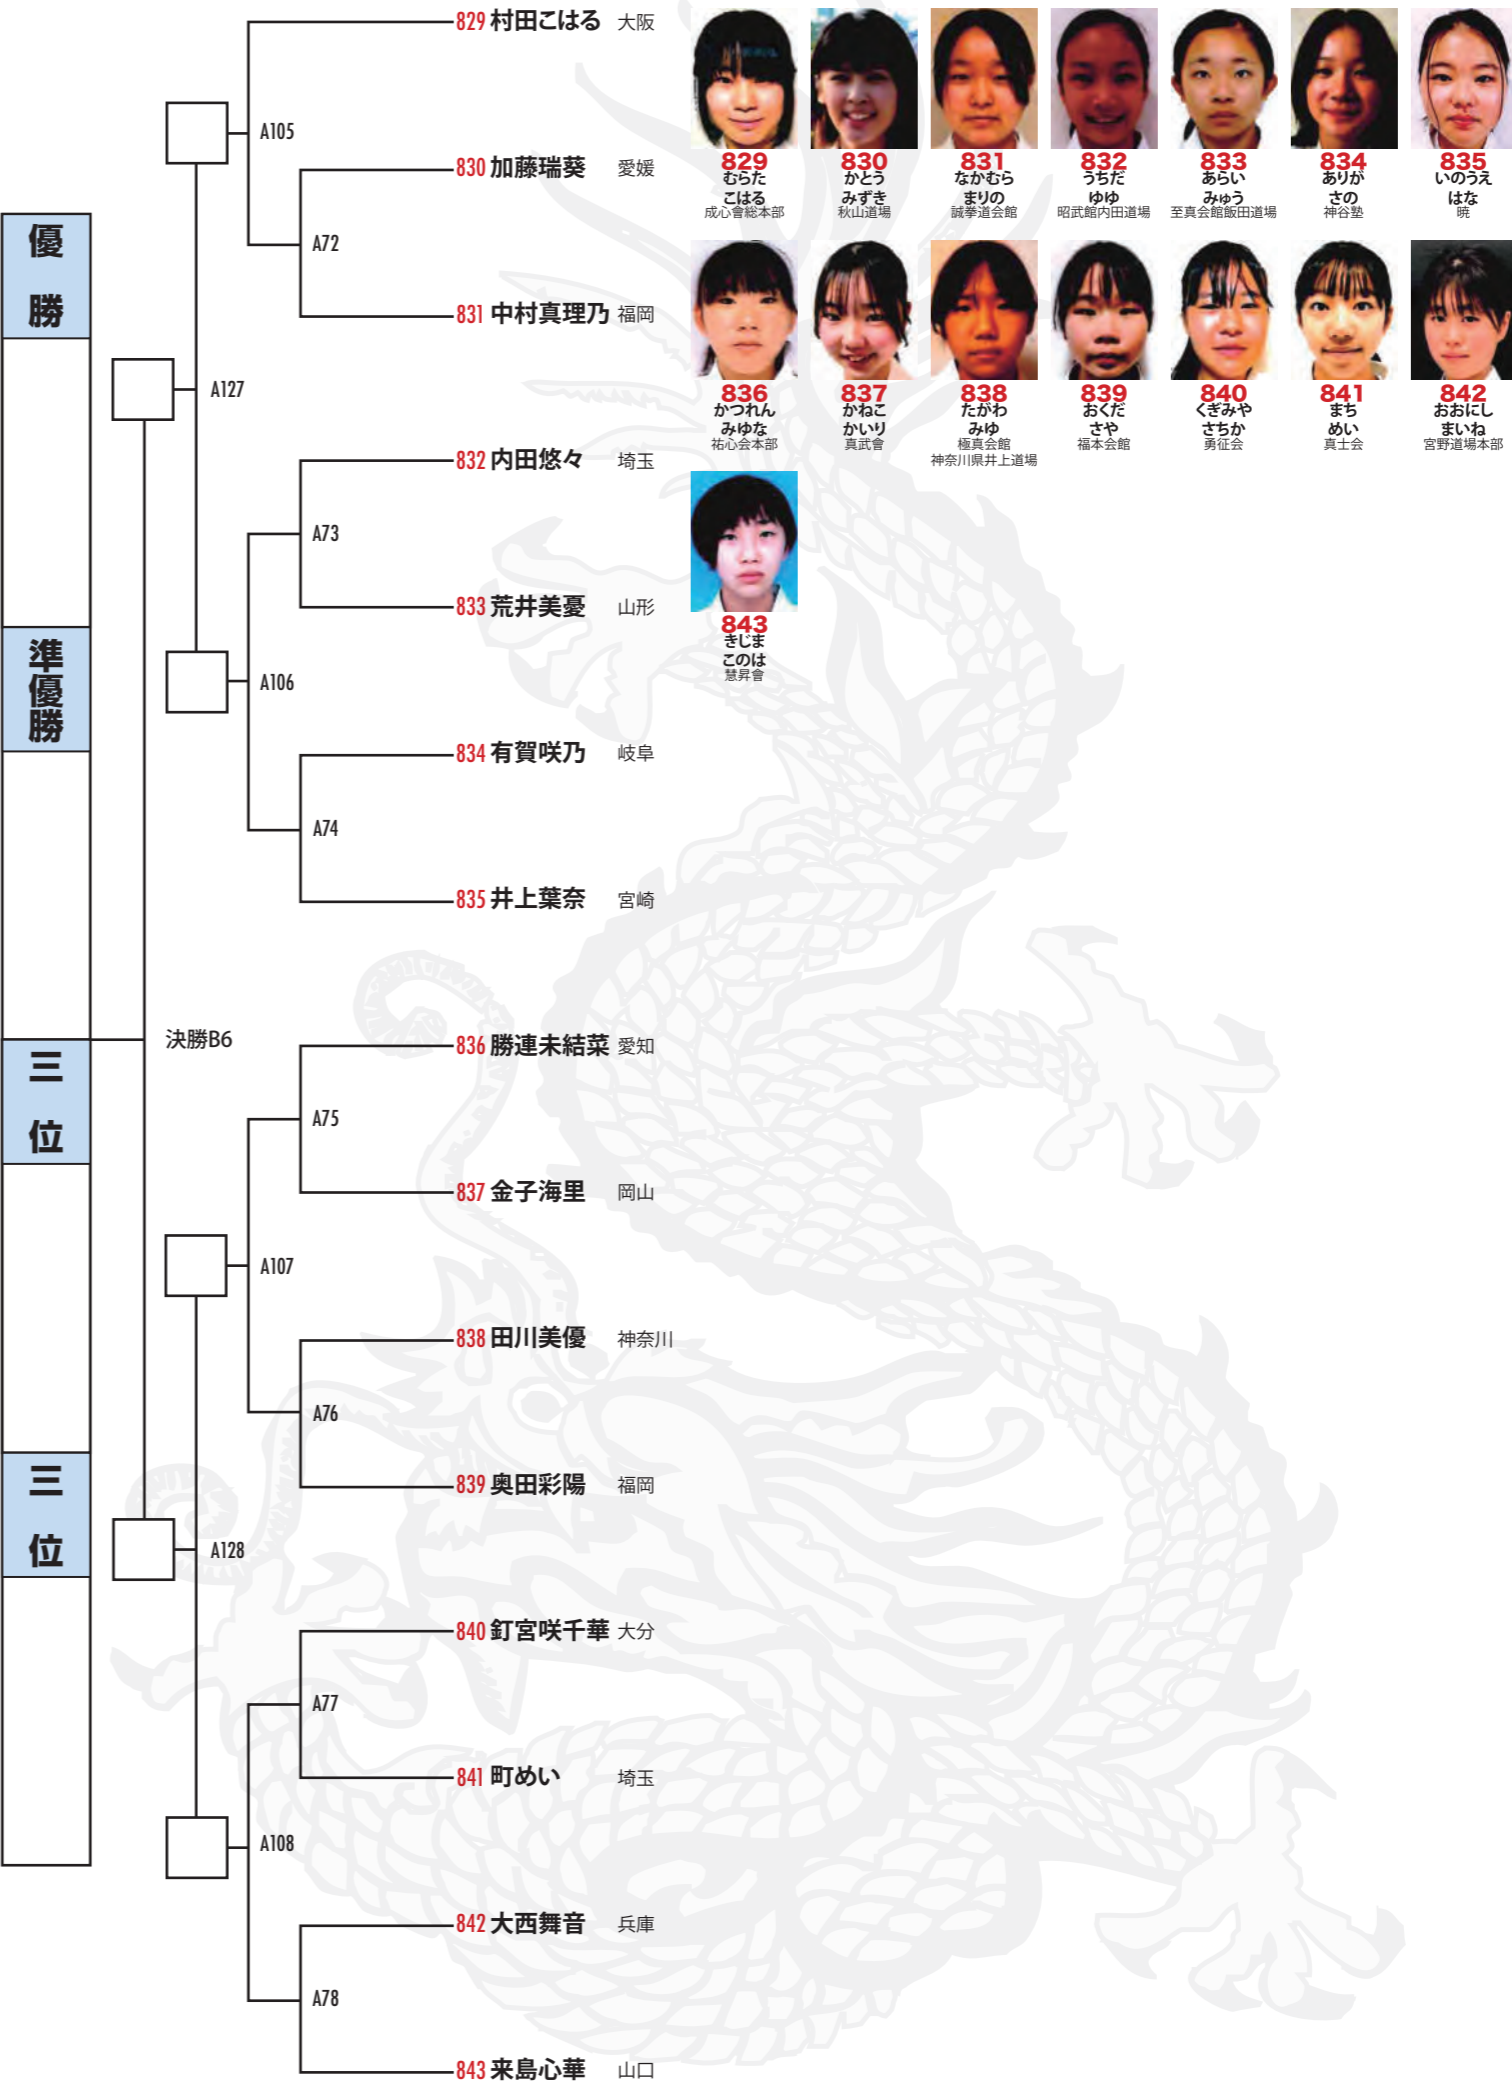 829 村田こはる 大阪
A105
830 加藤瑞葵 愛媛
A72
831 中村真理乃 福岡
A127
832 内田悠々 埼玉
A73
833 荒井美憂 山形
A106
834 有賀咲乃 岐阜
A74
835 井上葉奈 宮崎
決勝B6
836 勝連未結菜 愛知
A75
837 金子海里 岡山
A107
838 田川美優 神奈川
A76
839 奥田彩陽 福岡
A128
840 釘宮咲千華 大分
A77
841 町めい 埼玉
A108
842 大西舞音 兵庫
A78
843 来島心華 山口
優勝
準優勝
三位
三位
829
むらた
こはる
成心會総本部
830
かとう
みずき
秋山道場
831
なかむら
まりの
誠拳道会館
832
うちだ
ゆゆ
昭武館内田道場
833
あらい
みゅう
至真会館飯田道場
834
ありが
さの
神谷塾
835
いのうえ
はな
暁
836
かつれん
みゆな
祐心会本部
837
かねこ
かいり
真武會
838
たがわ
みゆ
極真会館
神奈川県井上道場
839
おくだ
さや
福本会館
840
くぎみや
さちか
勇征会
841
まち
めい
真士会
842
おおにし
まいね
宮野道場本部
843
きじま
このは
慧昇會